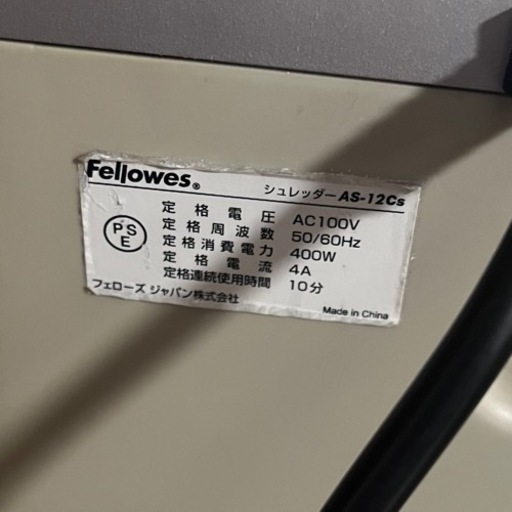 Fellowes®
シュレッダー AS-12Cs
PSE
定格電圧 AC100V
定格周波数 50/60Hz
定格消費電力 400W
定格電流 4A
定格連続使用時間 10分
フェローズ ジャパン株式会社
Made in China